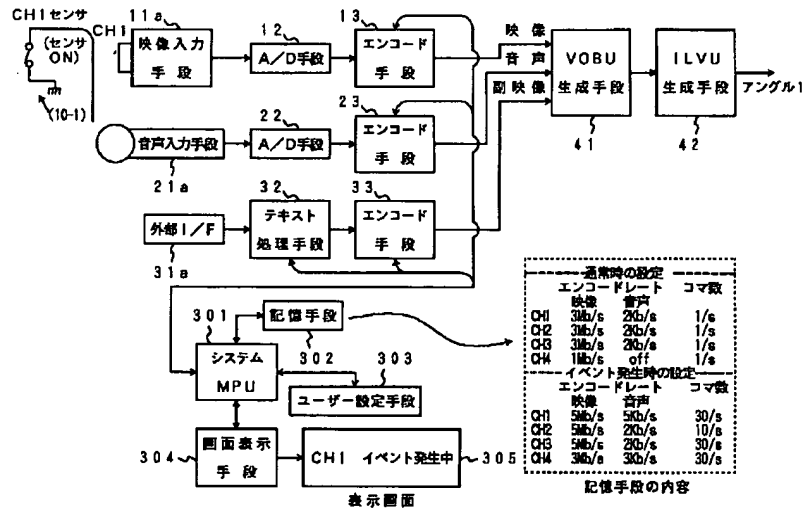 CH1センサ
(センサ
ON)
(10-1)
CH1
11a
映像入力
手段
12
A/D手段
13
エンコード
手段
映像
音声
副映像
VOBU
生成手段
41
ILVU
生成手段
42
アングル1
音声入力手段
21a
22
A/D手段
23
エンコード
手段
外部I/F
31a
32
テキスト
処理手段
33
エンコード
手段
301
システム
MPU
記憶手段
302
303
ユーザー設定手段
304
画面表示
手段
CH1 イベント発生中
305
表示画面
通常時の設定
エンコードレート コマ数
映像 音声
CH1 3Mb/s 2Kb/s 1/s
CH2 3Mb/s 2Kb/s 1/s
CH3 3Mb/s 2Kb/s 1/s
CH4 1Mb/s off 1/s
イベント発生時の設定
エンコードレート コマ数
映像 音声
CH1 5Mb/s 5Kb/s 30/s
CH2 5Mb/s 2Kb/s 10/s
CH3 5Mb/s 2Kb/s 30/s
CH4 3Mb/s 3Kb/s 30/s
記憶手段の内容